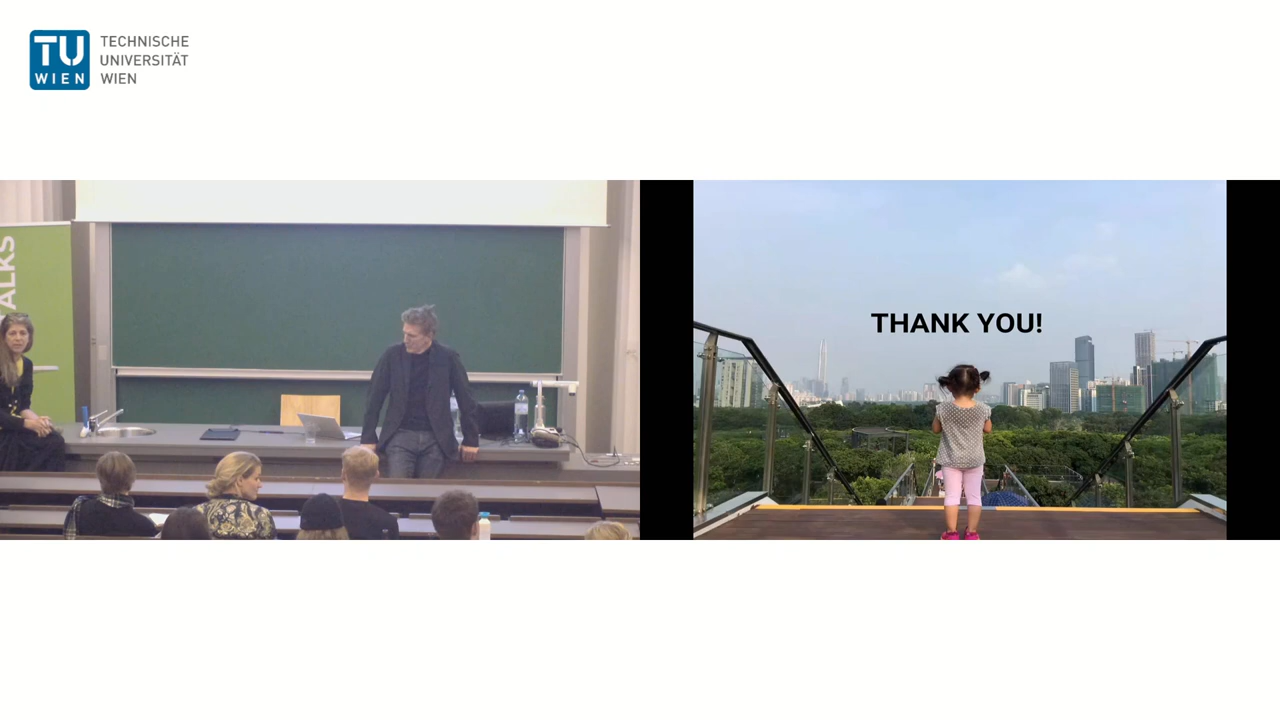 TU
WIEN
TECHNISCHE
UNIVERSITÄT
WIEN
ALKS
THANK YOU!